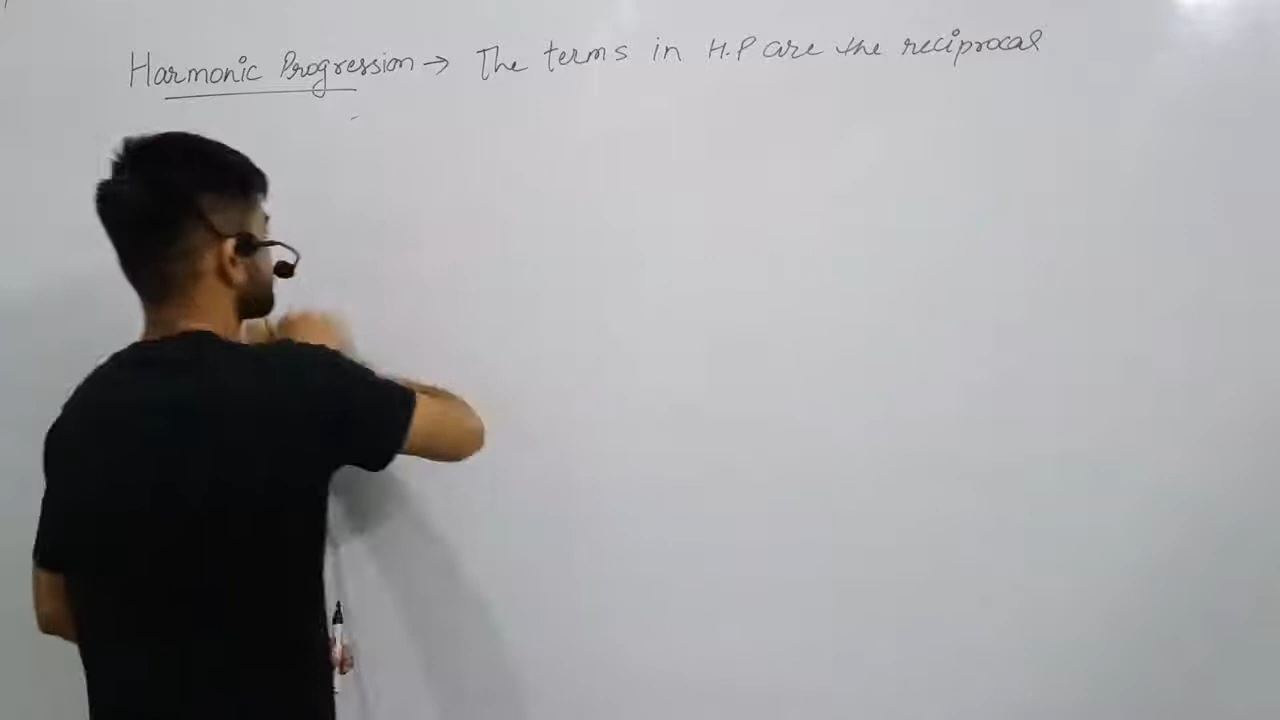 Harmonic Progression → The terms in H.P are the reciprocal